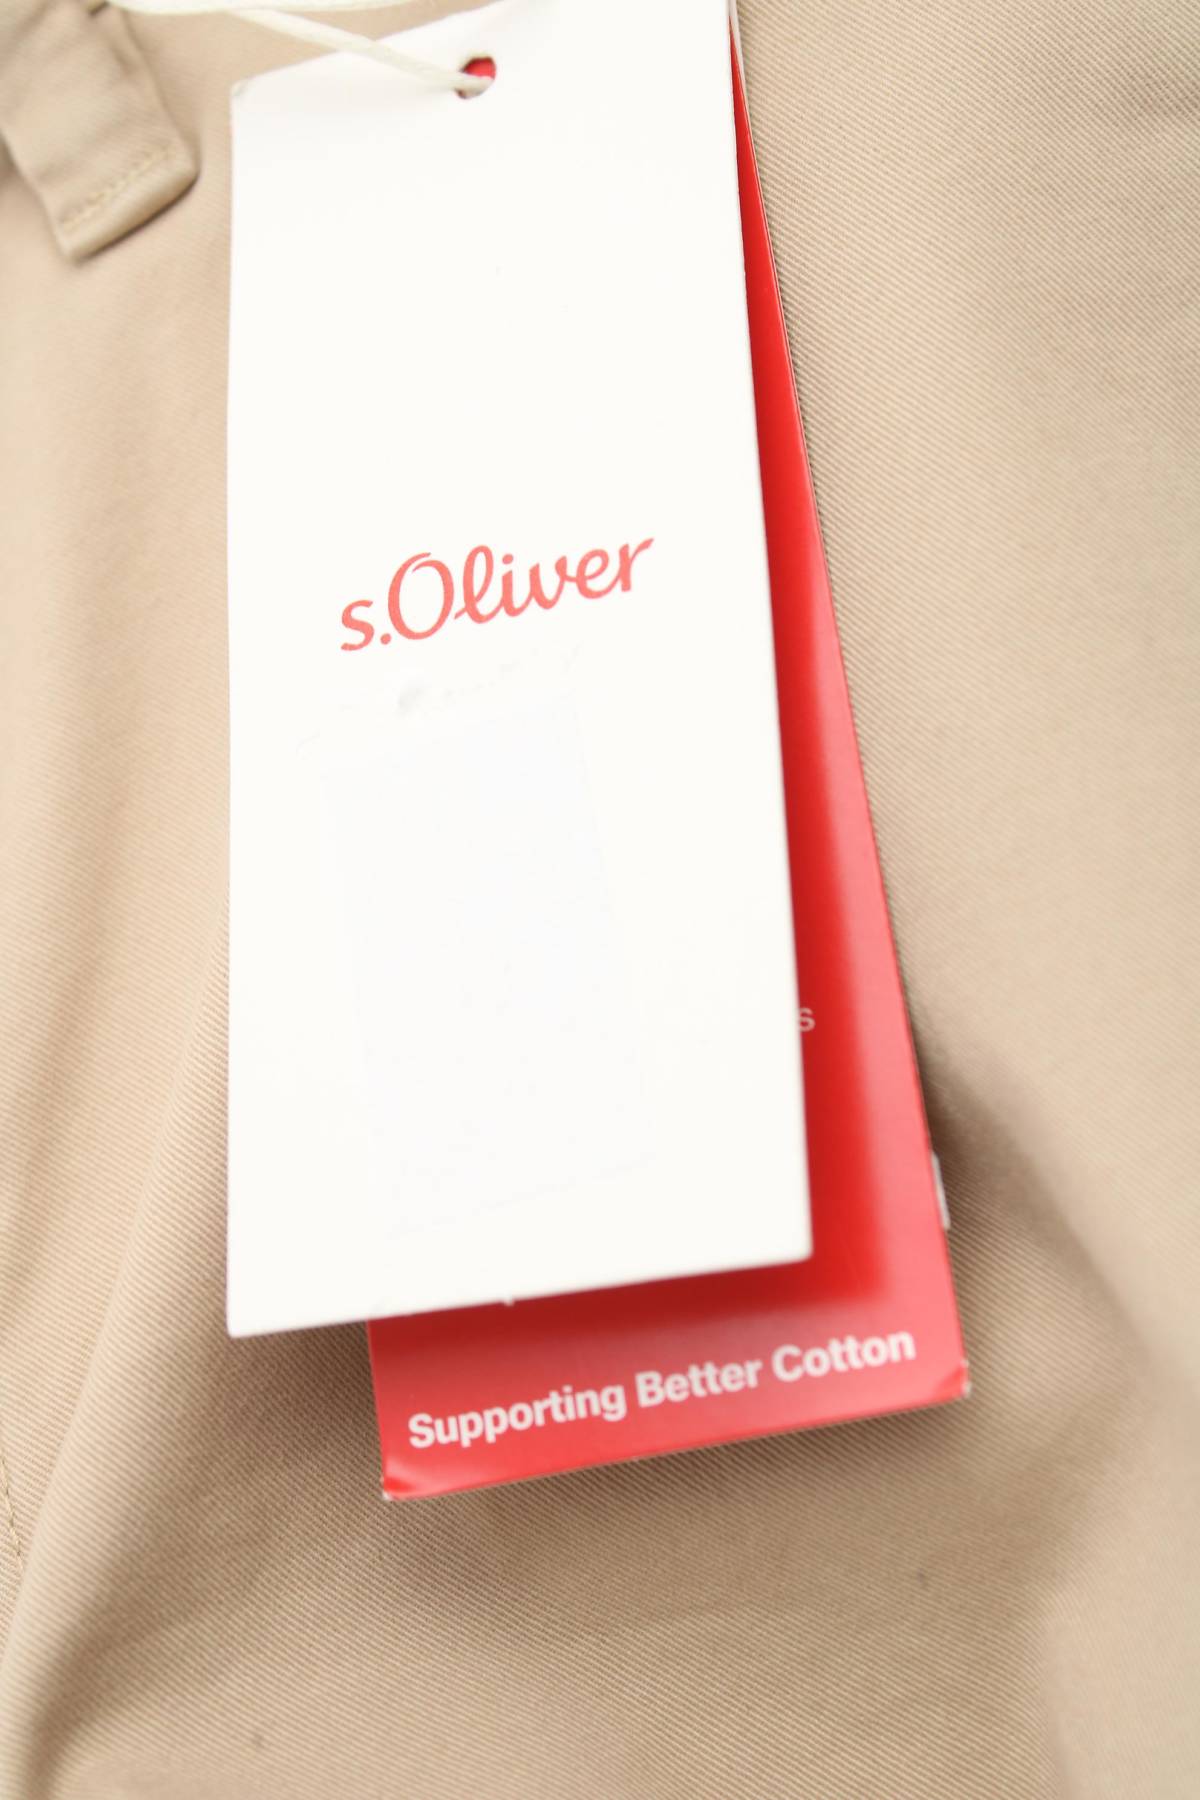 s.Oliver
s
Supporting Better Cotton